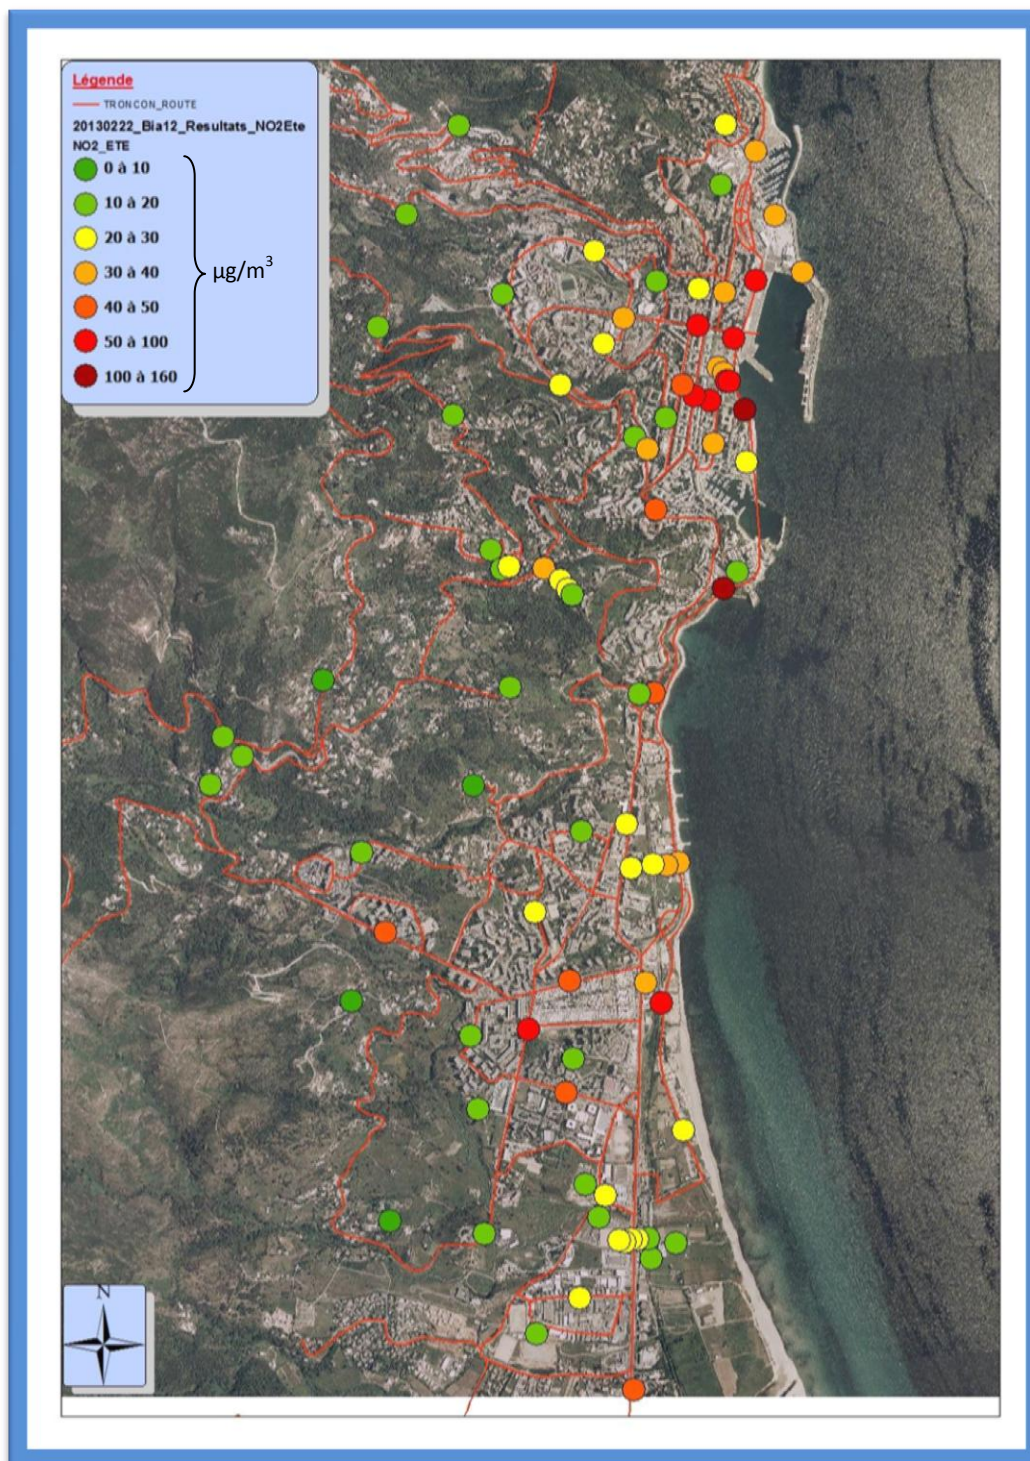 Légende
TRONCON_ROUTE
20130222_Bia12_Resultats_NO2Ete
NO2_ETE
0 à 10
10 à 20
20 à 30
30 à 40
40 à 50
50 à 100
100 à 160
µg/m³
N